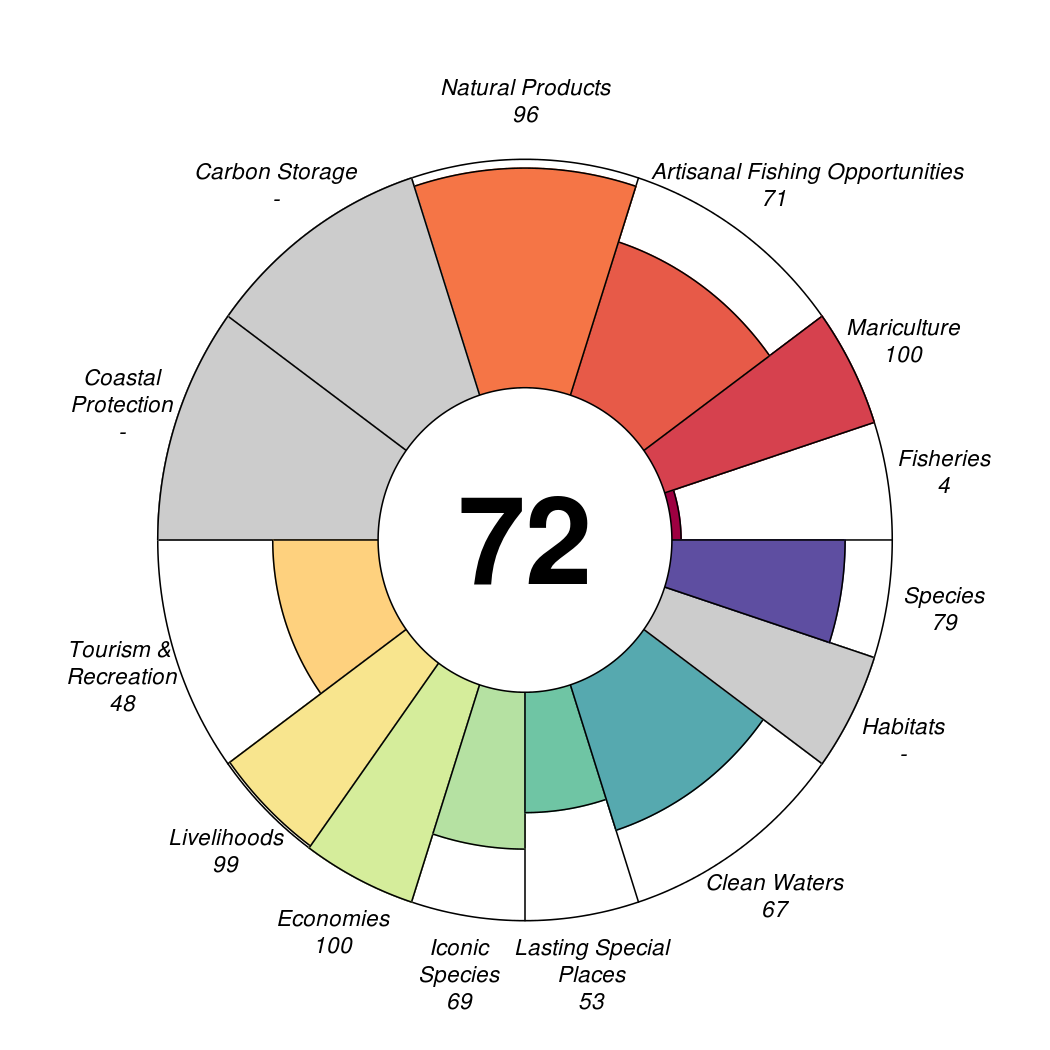 Natural Products
96
Carbon Storage
-
Artisanal Fishing Opportunities
71
Mariculture
100
Coastal
Protection
-
Fisheries
4
72
Species
79
Tourism &
Recreation
48
Habitats
-
Livelihoods
99
Clean Waters
67
Economies
100
Iconic
Species
69
Lasting Special
Places
53